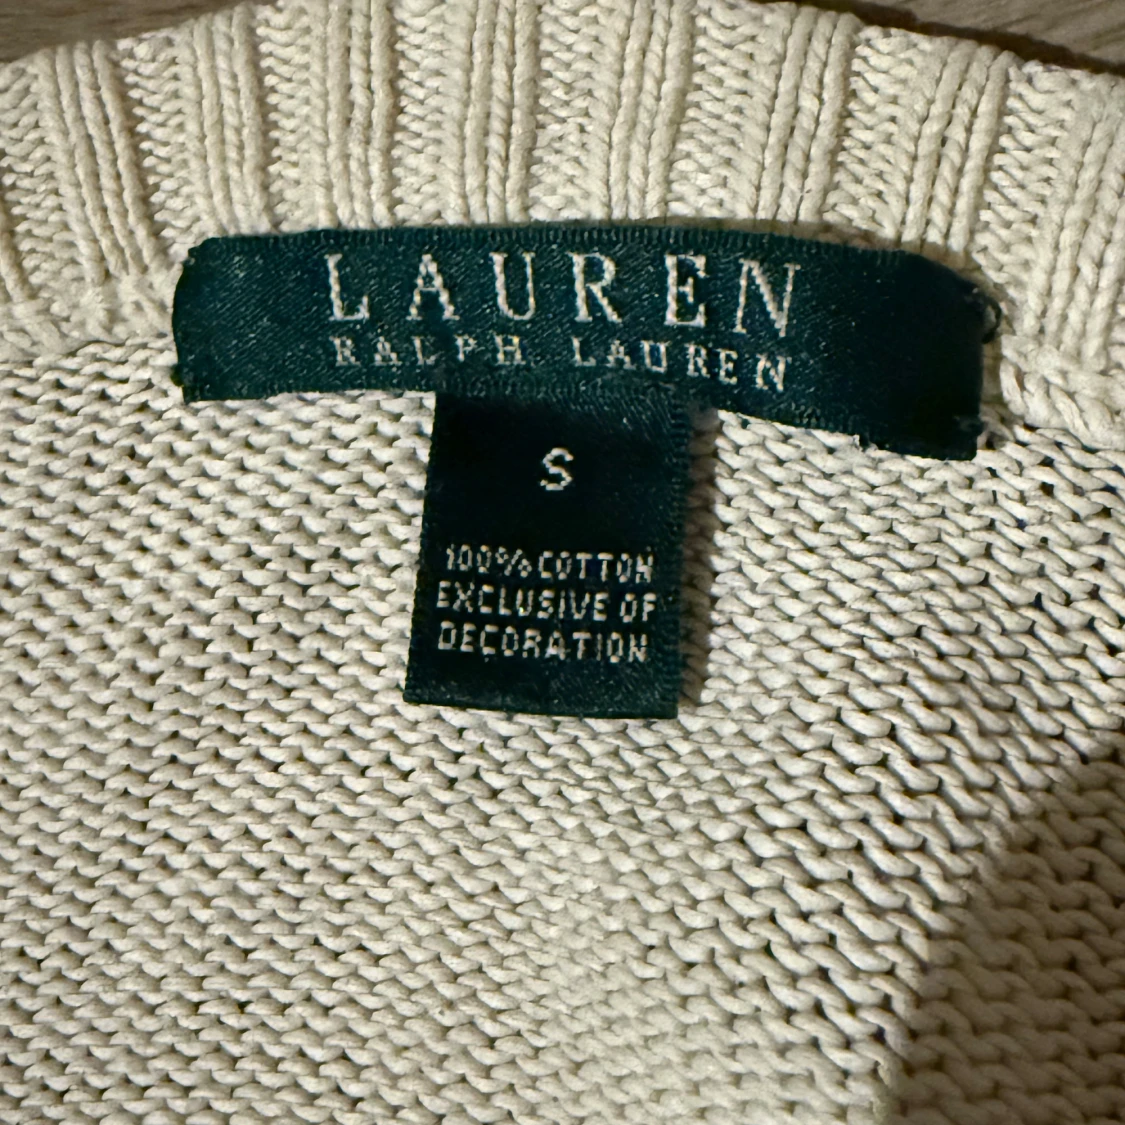 LAUREN
RALPH LAUREN
S
100% COTTON
EXCLUSIVE OF
DECORATION